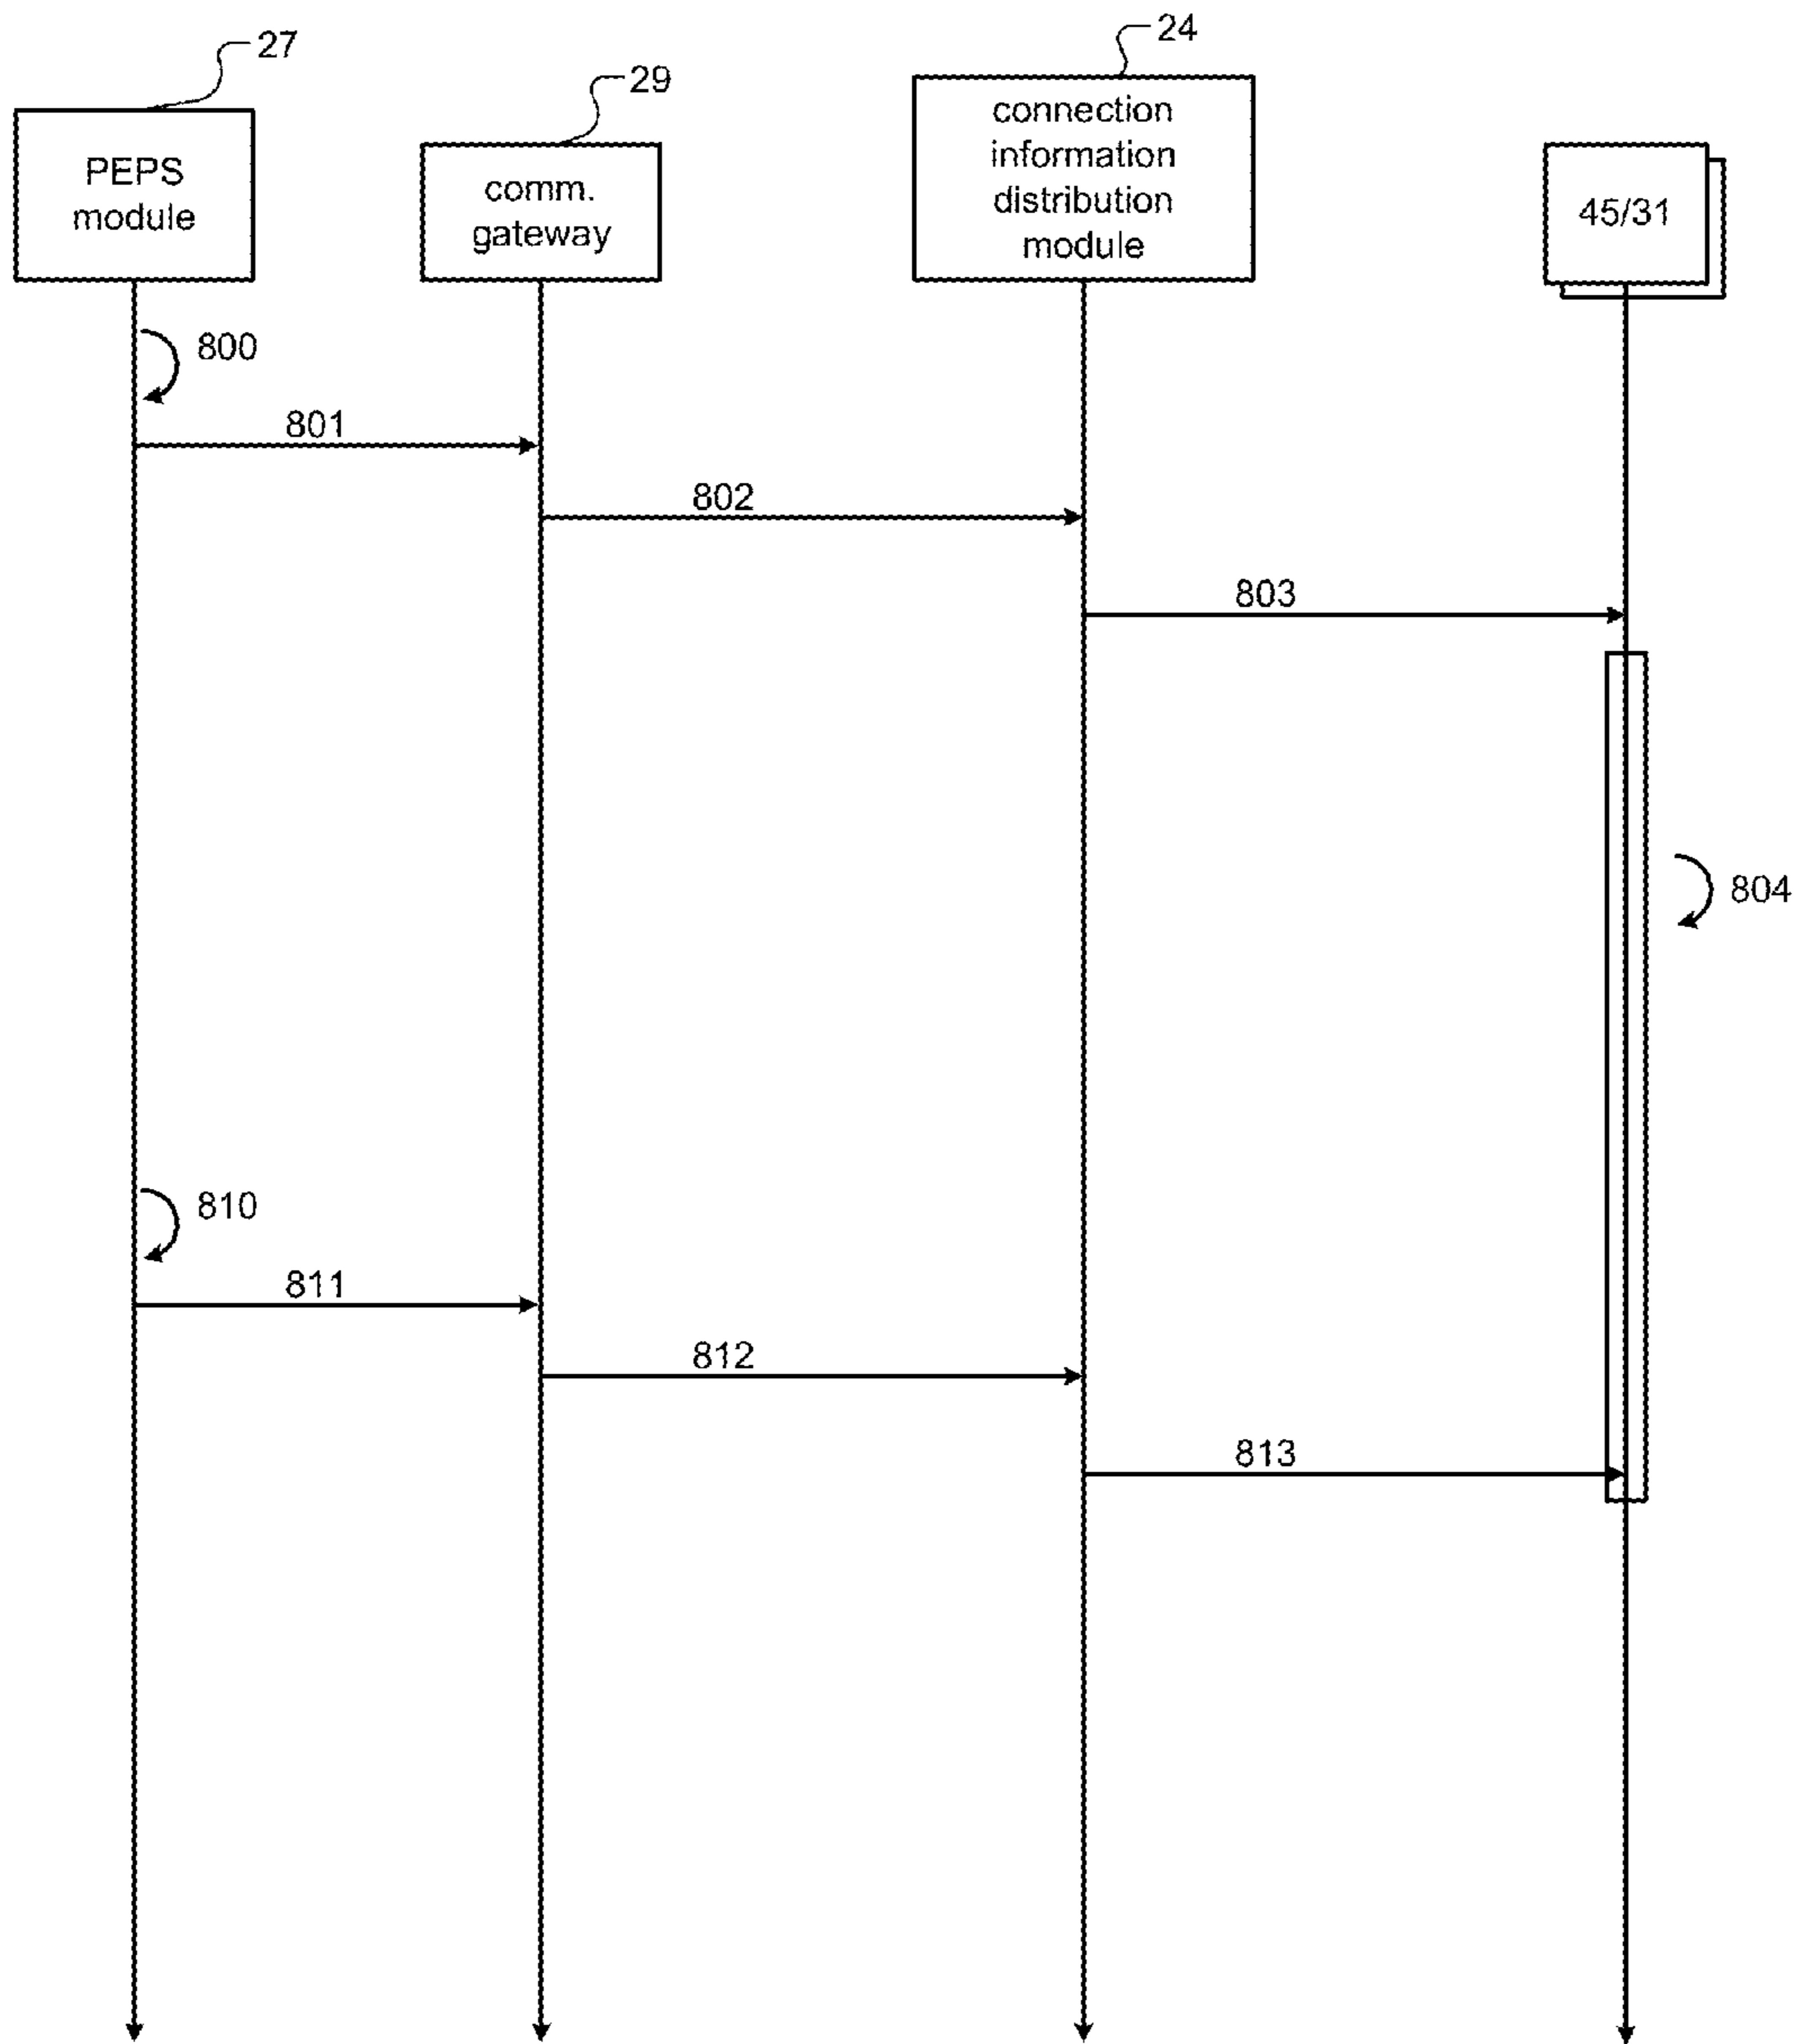 27
29
24
PEPS
module
comm.
gateway
connection
information
distribution
module
45/31
800
801
802
803
804
810
811
812
813